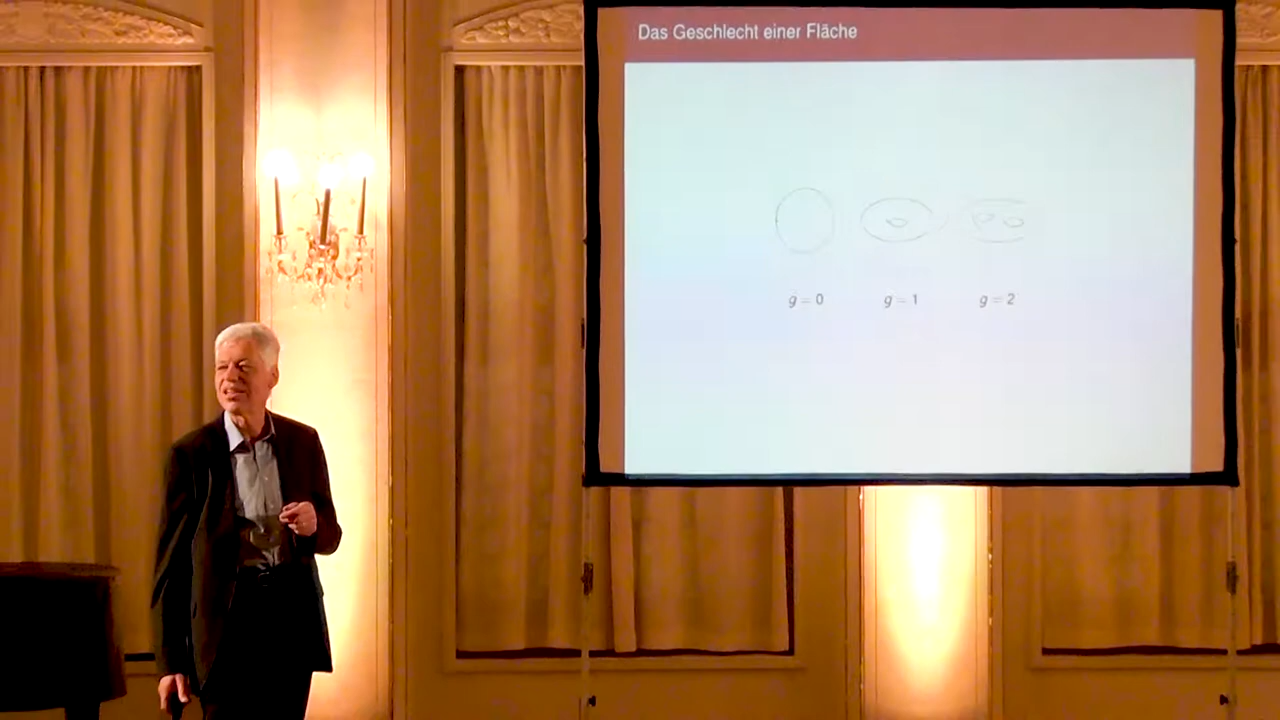 Das Geschlecht einer Fläche
g = 0 g = 1 g = 2